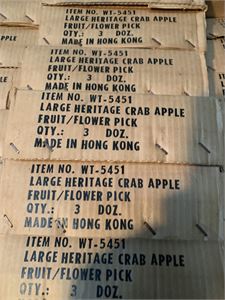 ITEM NO. WT-5451
LARGE HERITAGE CRAB APPLE
FRUIT/FLOWER PICK
QTY.: 3 DOZ.
MADE IN HONG KONG
ITEM NO. WT-5451
LARGE HERITAGE CRAB APPLE
FRUIT/FLOWER PICK
QTY.: 3 DOZ.
MADE IN HONG KONG
ITEM NO. WT-5451
LARGE HERITAGE CRAB APPLE
FRUIT/FLOWER PICK
QTY.: 3 DOZ.
MADE IN HONG KONG
ITEM NO. WT-5451
LARGE HERITAGE CRAB APPLE
FRUIT/FLOWER PICK
QTY.: 3 DOZ.
MADE IN HONG KONG
ITEM NO. WT-5451
LARGE HERITAGE CRAB APPLE
FRUIT/FLOWER PICK
QTY.: 3 DOZ.